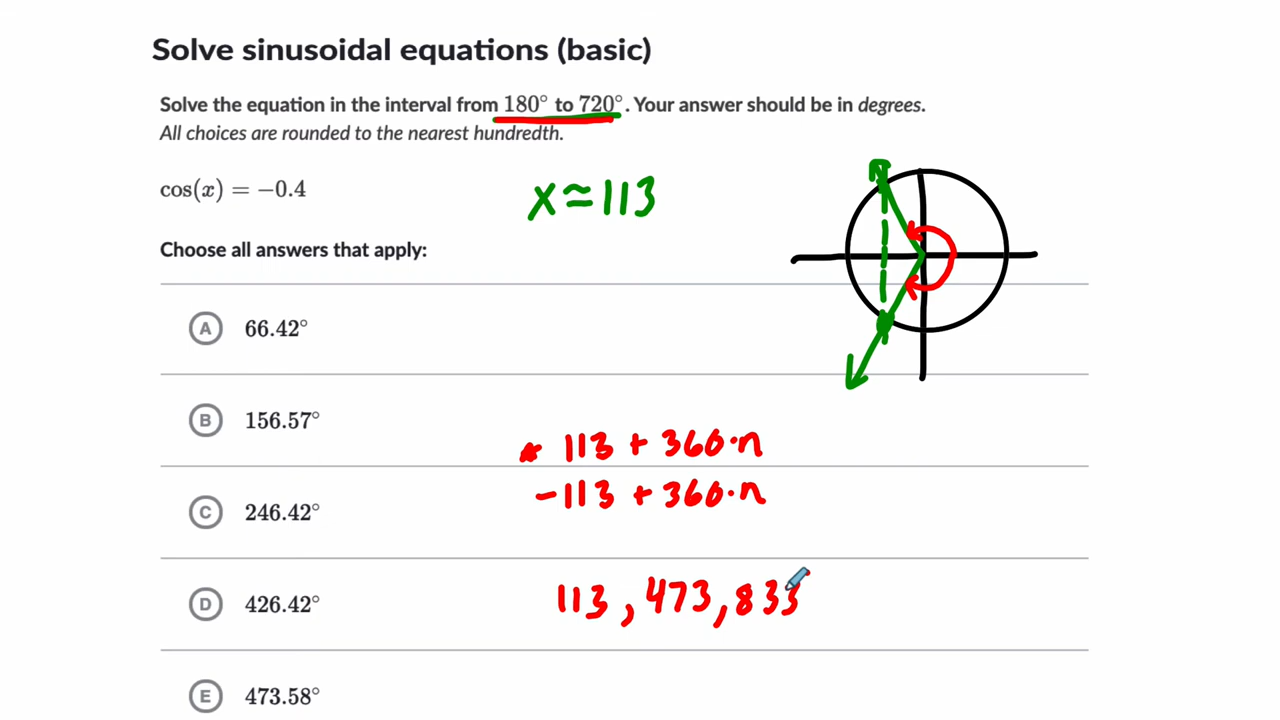 Solve sinusoidal equations (basic)
Solve the equation in the interval from 180° to 720°. Your answer should be in degrees.
All choices are rounded to the nearest hundredth.
cos(x) = −0.4
x ≃ 113
Choose all answers that apply:
A 66.42°
B 156.57°
113 + 360·n
-113 + 360·n
C 246.42°
D 426.42°
113, 473, 833
E 473.58°